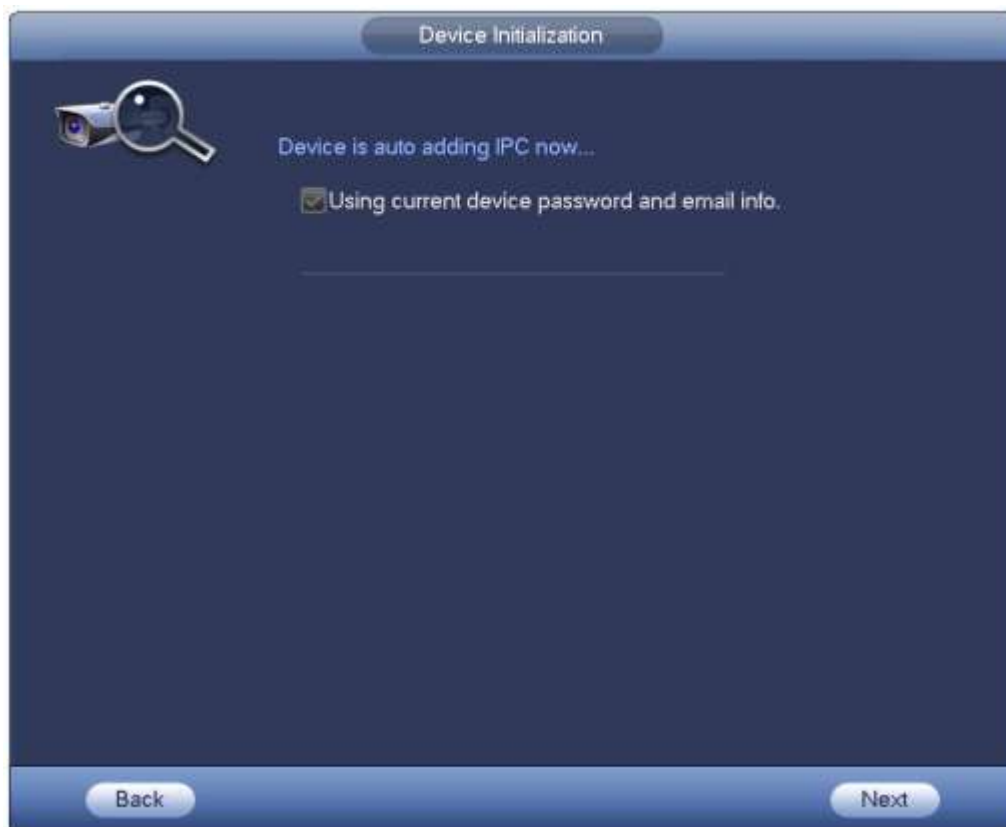 Device Initialization
Device is auto adding IPC now...
Using current device password and email info.
Back
Next